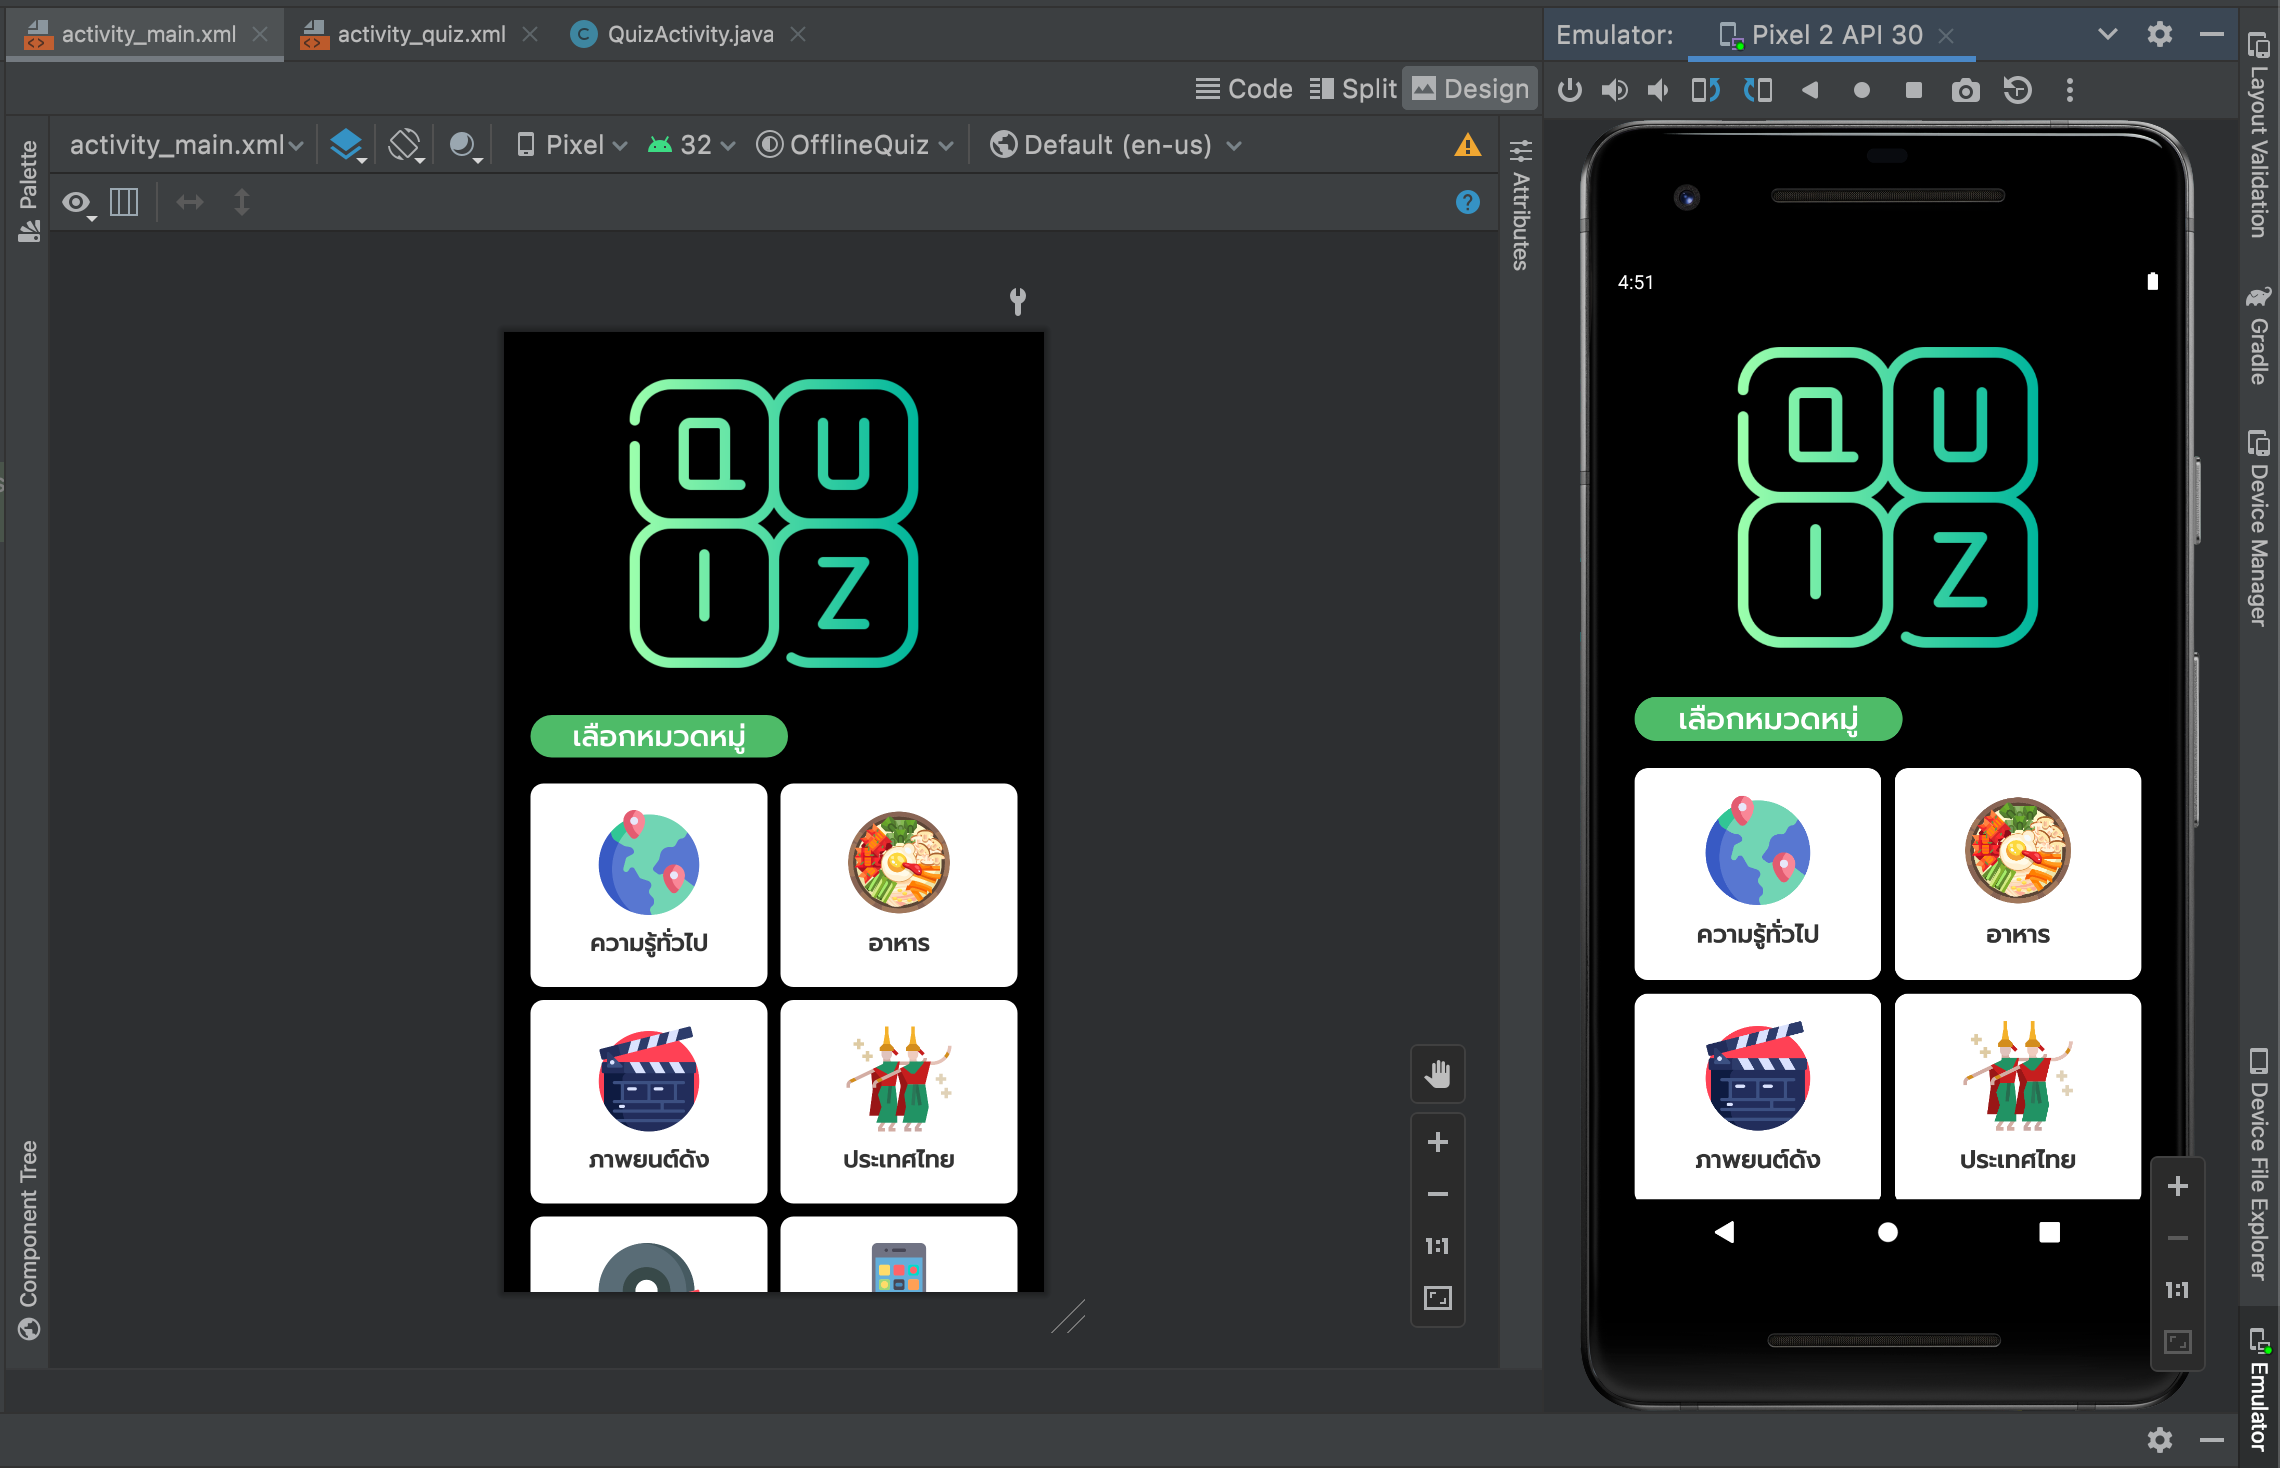 activity_main.xml
activity_quiz.xml
QuizActivity.java
Emulator:
Pixel 2 API 30
Code
Split
Design
activity_main.xml
Pixel
32
OfflineQuiz
Default (en-us)
?
Palette
Component Tree
Attributes
Q U
I Z
เลือกหมวดหมู่
ความรู้ทั่วไป
อาหาร
ภาพยนต์ดัง
ประเทศไทย
1:1
4:51
Q U
I Z
เลือกหมวดหมู่
ความรู้ทั่วไป
อาหาร
ภาพยนต์ดัง
ประเทศไทย
1:1
Layout Validation
Gradle
Device Manager
Device File Explorer
Emulator